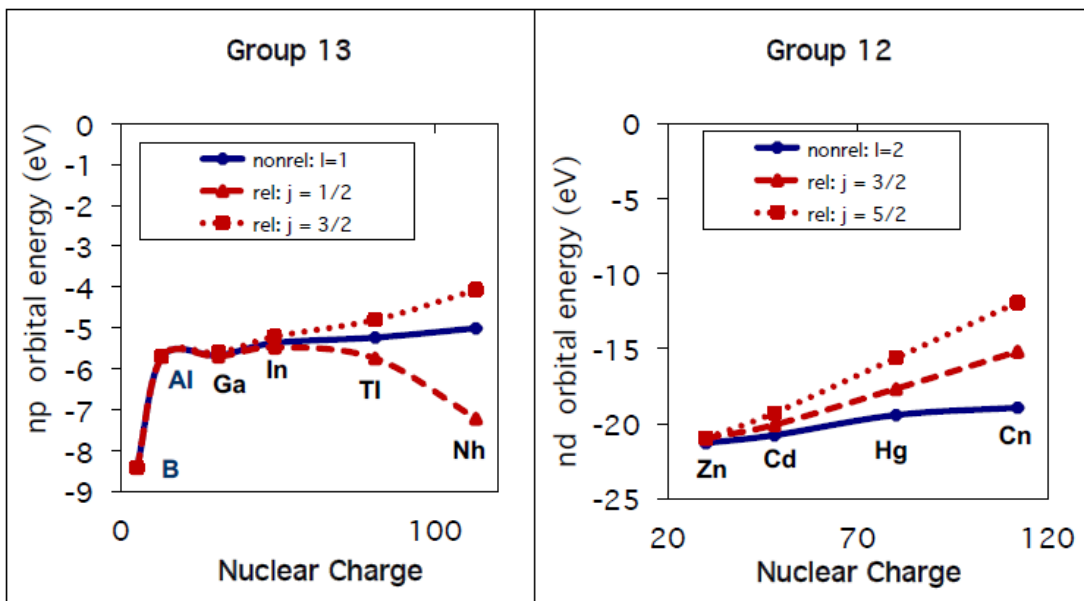 Group 13
np orbital energy (eV)
0
-1
-2
-3
-4
-5
-6
-7
-8
-9
nonrel: l=1
rel: j = 1/2
rel: j = 3/2
B
Al
Ga
In
Tl
Nh
0
100
Nuclear Charge
Group 12
nd orbital energy (eV)
0
-5
-10
-15
-20
-25
nonrel: l=2
rel: j = 3/2
rel: j = 5/2
Zn
Cd
Hg
Cn
20
70
120
Nuclear Charge